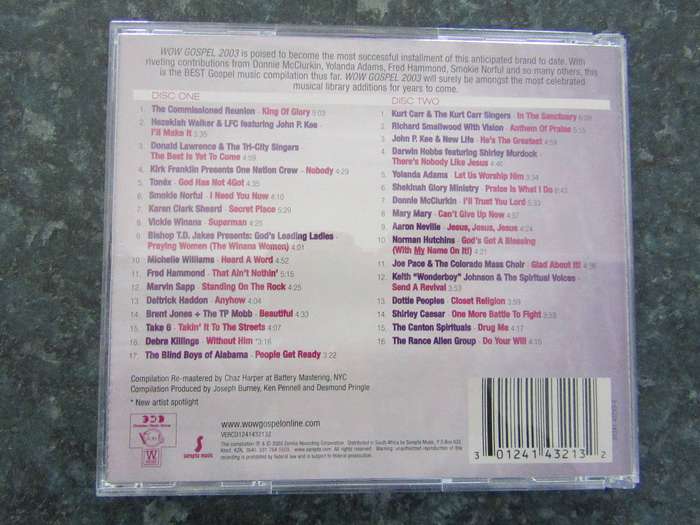 WOW GOSPEL 2003 is poised to become the most successful installment of this anticipated brand to date. With
riveting contributions from Donnie McClurkin, Yolanda Adams, Fred Hammond, Smokie Norful and so many others, this
is the BEST Gospel music compilation thus far. WOW GOSPEL 2003 will surely be amongst the most celebrated
musical library additions for years to come.
DISC ONE
1. The Commissioned Reunion - King Of Glory 5:03
2. Hezekiah Walker & LFC featuring John P. Kee -
I'll Make It 3:35
3. Donald Lawrence & The Tri-City Singers
The Best Is Yet To Come 4:59
4. Kirk Franklin Presents One Nation Crew - Nobody 4:29
5. Tonéx - God Has Not 4Got 3:35
6. Smokie Norful - I Need You Now 4:10
7. Karen Clark Sheard - Secret Place 5:29
8. Vickie Winans - Superman 4:25
9. Bishop T.D. Jakes Presents: God's Leading Ladies -
Praying Women (The Winans Women) 4:01
10. Michelle Williams - Heard A Word 4:52
11. Fred Hammond - That Ain't Nothin' 5:15
12. Marvin Sapp - Standing On The Rock 4:25
13. Deitrick Haddon - Anyhow 4:14
14. Brent Jones + The TP Mobb - Beautiful 4:33
15. Take 6 - Takin' It To The Streets 4:07
16. Debra Killings - Without Him *3:16
17. The Blind Boys of Alabama - People Get Ready 3:22
DISC TWO
1. Kurt Carr & The Kurt Carr Singers - In The Sanctuary
2. Richard Smallwood With Vision - Anthem Of Praise 5:15
3. John P. Kee & New Life - He's The Greatest
4. Darwin Hobbs featuring Shirley Murdock -
There's Nobody Like Jesus 4:40
5. Yolanda Adams - Let Us Worship Him
6. Shekinah Glory Ministry - Praise Is What I Do
7. Donnie McClurkin - I'll Trust You Lord 5:33
8. Mary Mary - Can't Give Up Now 4:57
9. Aaron Neville - Jesus, Jesus, Jesus 4:24
10. Norman Hutchins - God's Got A Blessing
(With My Name On It!) 4:05
11. Joe Pace & The Colorado Mass Choir - Glad About It!
12. Keith "Wonderboy" Johnson & The Spiritual Voices -
Send A Revival 3:53
13. Dottie Peoples - Closet Religion 3:59
14. Shirley Caesar - One More Battle To Fight 3:55
15. The Canton Spirituals - Drug Me 4:17
16. The Rance Allen Group - Do Your Will 4:15
Compilation Re-mastered by Chaz Harper at Battery Mastering, NYC
Compilation Produced by Joseph Burney, Ken Pennell and Desmond Pringle
* New artist spotlight
www.wowgospelonline.com
VERCD1241432132
sarepta music
3 01241 43213 2